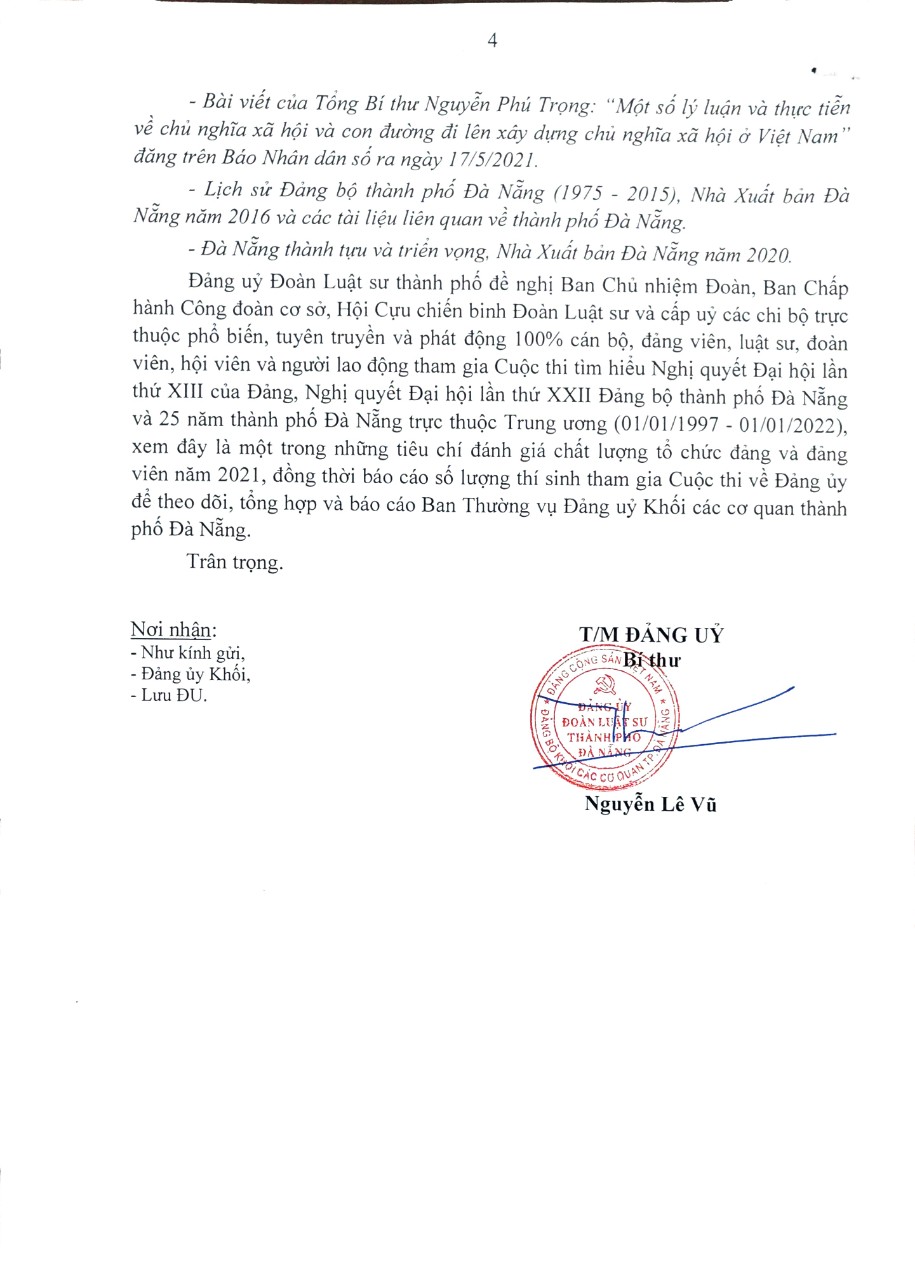 4
- Bài viết của Tổng Bí thư Nguyễn Phú Trọng: “Một số lý luận và thực tiễn
về chủ nghĩa xã hội và con đường đi lên xây dựng chủ nghĩa xã hội ở Việt Nam”
đăng trên Báo Nhân dân số ra ngày 17/5/2021.
- Lịch sử Đảng bộ thành phố Đà Nẵng (1975 - 2015), Nhà Xuất bản Đà
Nẵng năm 2016 và các tài liệu liên quan về thành phố Đà Nẵng.
- Đà Nẵng thành tựu và triển vọng, Nhà Xuất bản Đà Nẵng năm 2020.
Đảng uỷ Đoàn Luật sư thành phố đề nghị Ban Chủ nhiệm Đoàn, Ban Chấp
hành Công đoàn cơ sở, Hội Cựu chiến binh Đoàn Luật sư và cấp uỷ các chi bộ trực
thuộc phổ biến, tuyên truyền và phát động 100% cán bộ, đảng viên, luật sư, đoàn
viên, hội viên và người lao động tham gia Cuộc thi tìm hiểu Nghị quyết Đại hội lần
thứ XIII của Đảng, Nghị quyết Đại hội lần thứ XXII Đảng bộ thành phố Đà Nẵng
và 25 năm thành phố Đà Nẵng trực thuộc Trung ương (01/01/1997 - 01/01/2022),
xem đây là một trong những tiêu chí đánh giá chất lượng tổ chức đảng và đảng
viên năm 2021, đồng thời báo cáo số lượng thí sinh tham gia Cuộc thi về Đảng ủy
để theo dõi, tổng hợp và báo cáo Ban Thường vụ Đảng uỷ Khối các cơ quan thành
phố Đà Nẵng.
Trân trọng.
Nơi nhận:
- Như kính gửi,
- Đảng ủy Khối,
- Lưu ĐU.
T/M ĐẢNG UỶ
Bí thư
ĐẢNG CỘNG SẢN VIỆT NAM
ĐẢNG ỦY
ĐOÀN LUẬT SƯ
THÀNH PHỐ
ĐÀ NẴNG
ĐẢNG BỘ KHỐI CÁC CƠ QUAN TP. ĐÀ NẴNG
Nguyễn Lê Vũ